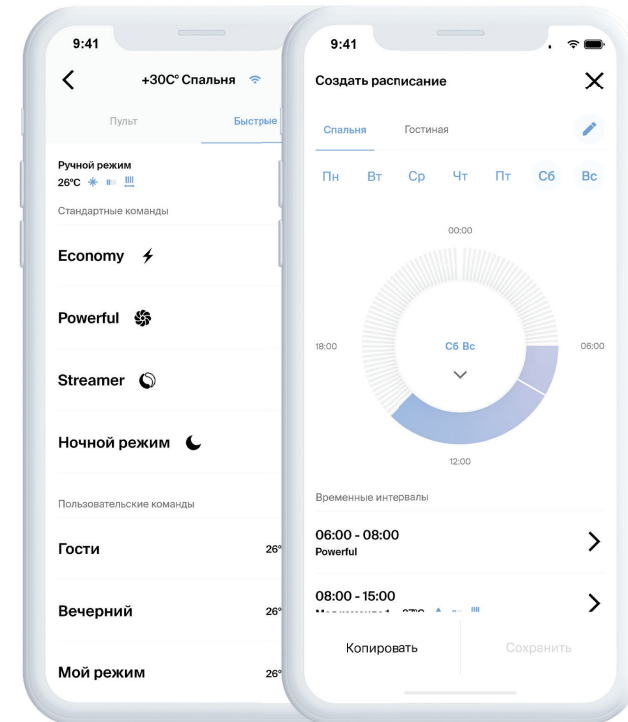 9:41
+30C° Спальня
Пульт
Быстрые
Ручной режим
26°C
Стандартные команды
Economy
Powerful
Streamer
Ночной режим
Пользовательские команды
Гости
26°
Вечерний
26°
Мой режим
26°
9:41
Создать расписание
Спальня
Гостиная
Пн Вт Ср Чт Пт Сб Вс
00:00
18:00
Сб Вс
06:00
12:00
Временные интервалы
06:00 - 08:00
Powerful
08:00 - 15:00
Копировать
Сохранить